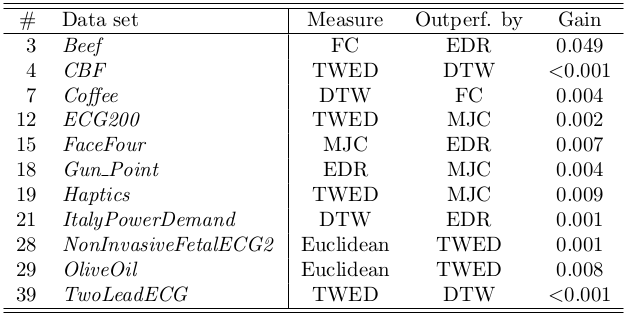 # Data set Measure Outperf. by Gain
3 Beef FC EDR 0.049
4 CBF TWED DTW <0.001
7 Coffee DTW FC 0.004
12 ECG200 TWED MJC 0.002
15 FaceFour MJC EDR 0.007
18 Gun_Point EDR MJC 0.004
19 Haptics TWED MJC 0.009
21 ItalyPowerDemand DTW EDR 0.001
28 NonInvasiveFetalECG2 Euclidean TWED 0.001
29 OliveOil Euclidean TWED 0.008
39 TwoLeadECG TWED DTW <0.001